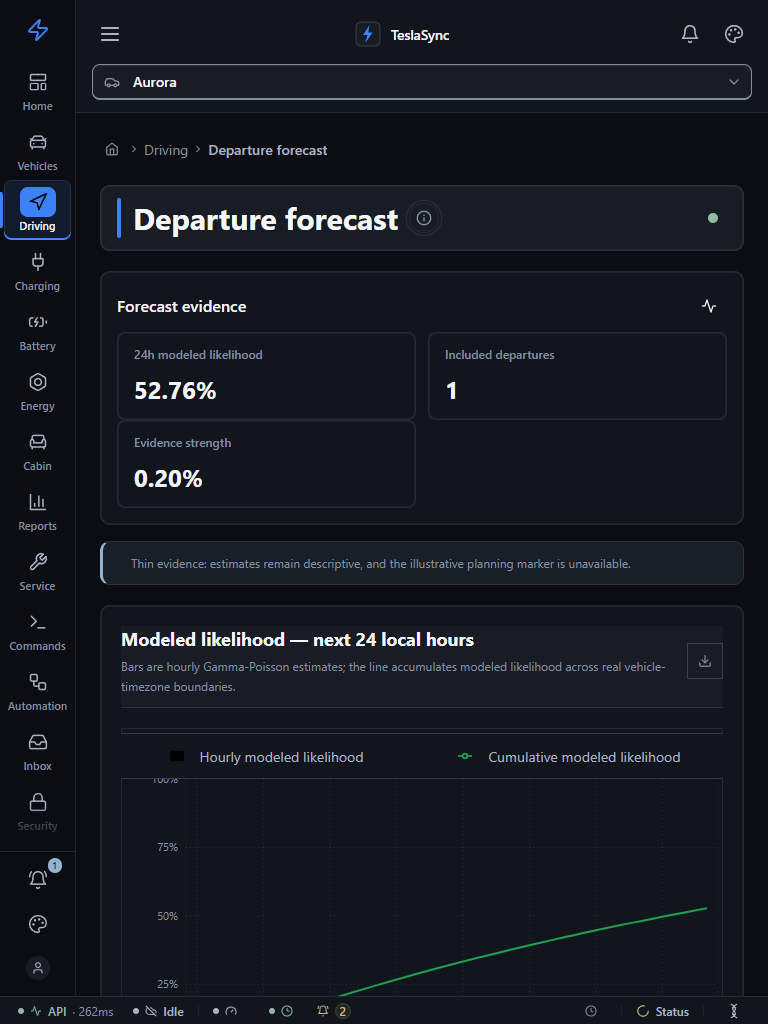 TeslaSync
Aurora
Home
Vehicles
Driving
Charging
Battery
Energy
Cabin
Reports
Service
Commands
Automation
Inbox
Security
1
Driving
Departure forecast
Departure forecast
Forecast evidence
24h modeled likelihood
52.76%
Included departures
1
Evidence strength
0.20%
Thin evidence: estimates remain descriptive, and the illustrative planning marker is unavailable.
Modeled likelihood — next 24 local hours
Bars are hourly Gamma-Poisson estimates; the line accumulates modeled likelihood across real vehicle-
timezone boundaries.
Hourly modeled likelihood
Cumulative modeled likelihood
100%
75%
50%
25%
API · 262ms
Idle
2
Status